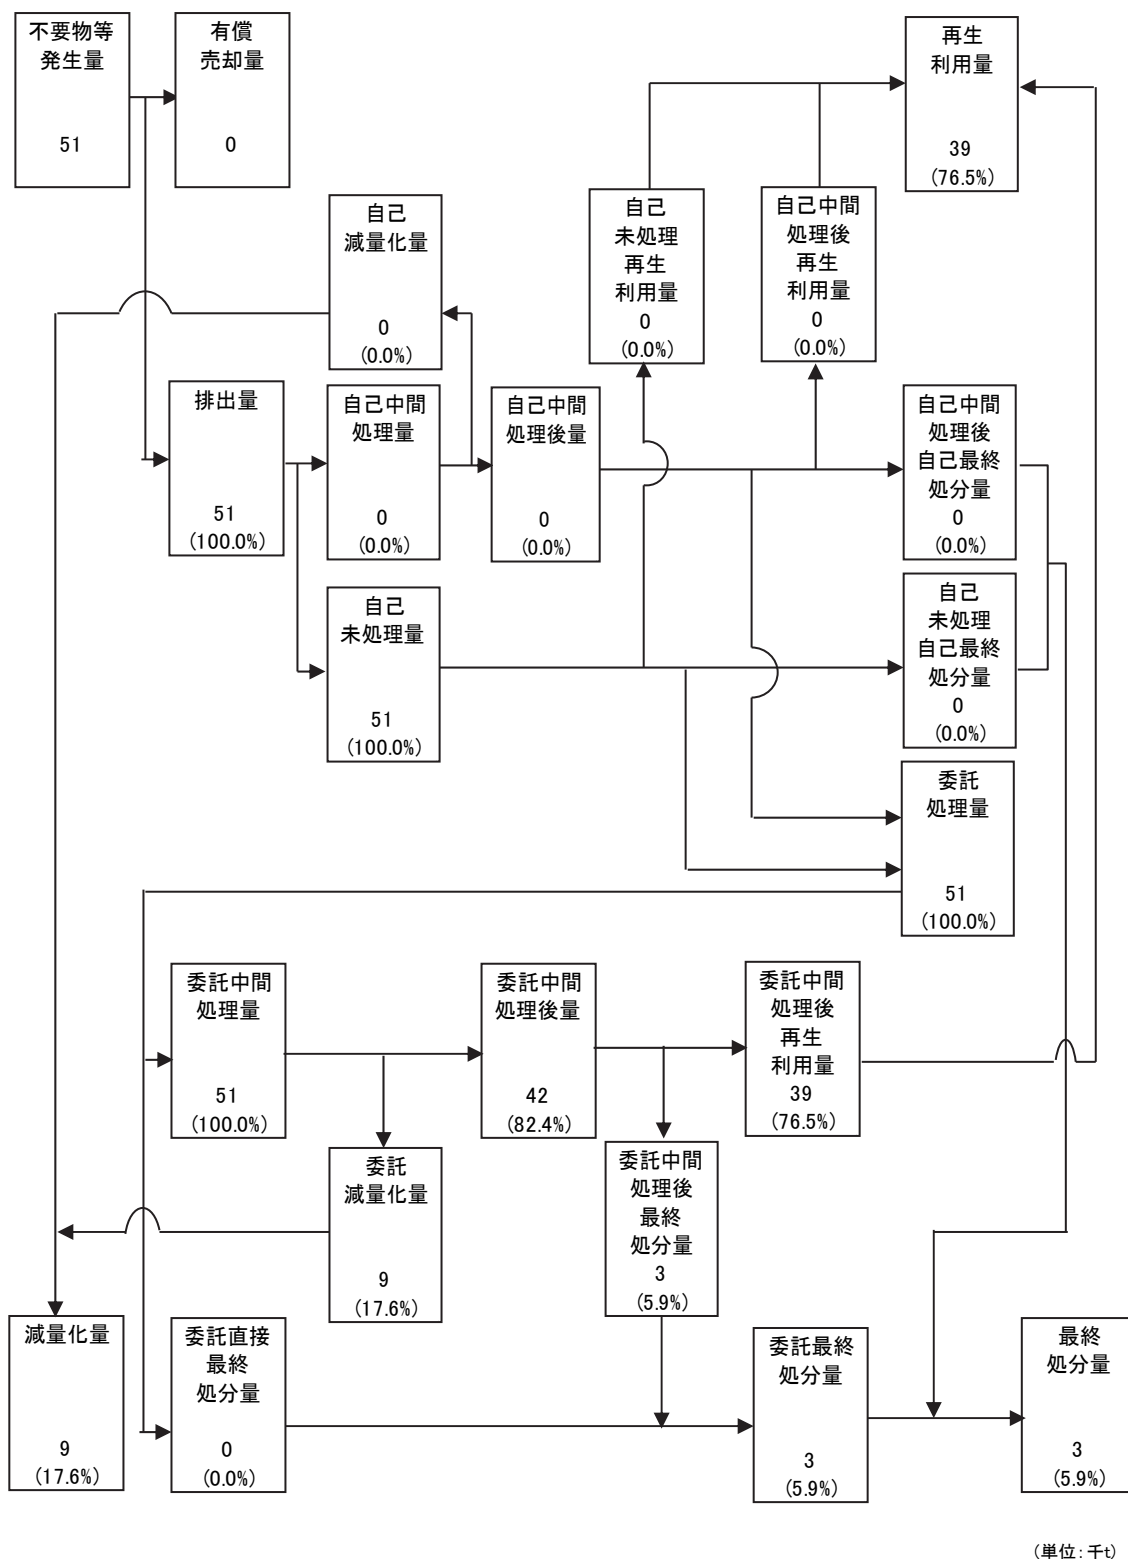 不要物等
発生量
51
有償
売却量
0
再生
利用量
39
(76.5%)
自己
減量化量
0
(0.0%)
自己
未処理
再生
利用量
0
(0.0%)
自己中間
処理後
再生
利用量
0
(0.0%)
排出量
51
(100.0%)
自己中間
処理量
0
(0.0%)
自己中間
処理後量
0
(0.0%)
自己中間
処理後
自己最終
処分量
0
(0.0%)
自己
未処理量
51
(100.0%)
自己
未処理
自己最終
処分量
0
(0.0%)
委託
処理量
51
(100.0%)
委託中間
処理量
51
(100.0%)
委託中間
処理後量
42
(82.4%)
委託中間
処理後
再生
利用量
39
(76.5%)
委託
減量化量
9
(17.6%)
委託中間
処理後
最終
処分量
3
(5.9%)
減量化量
9
(17.6%)
委託直接
最終
処分量
0
(0.0%)
委託最終
処分量
3
(5.9%)
最終
処分量
3
(5.9%)
(単位:千t)